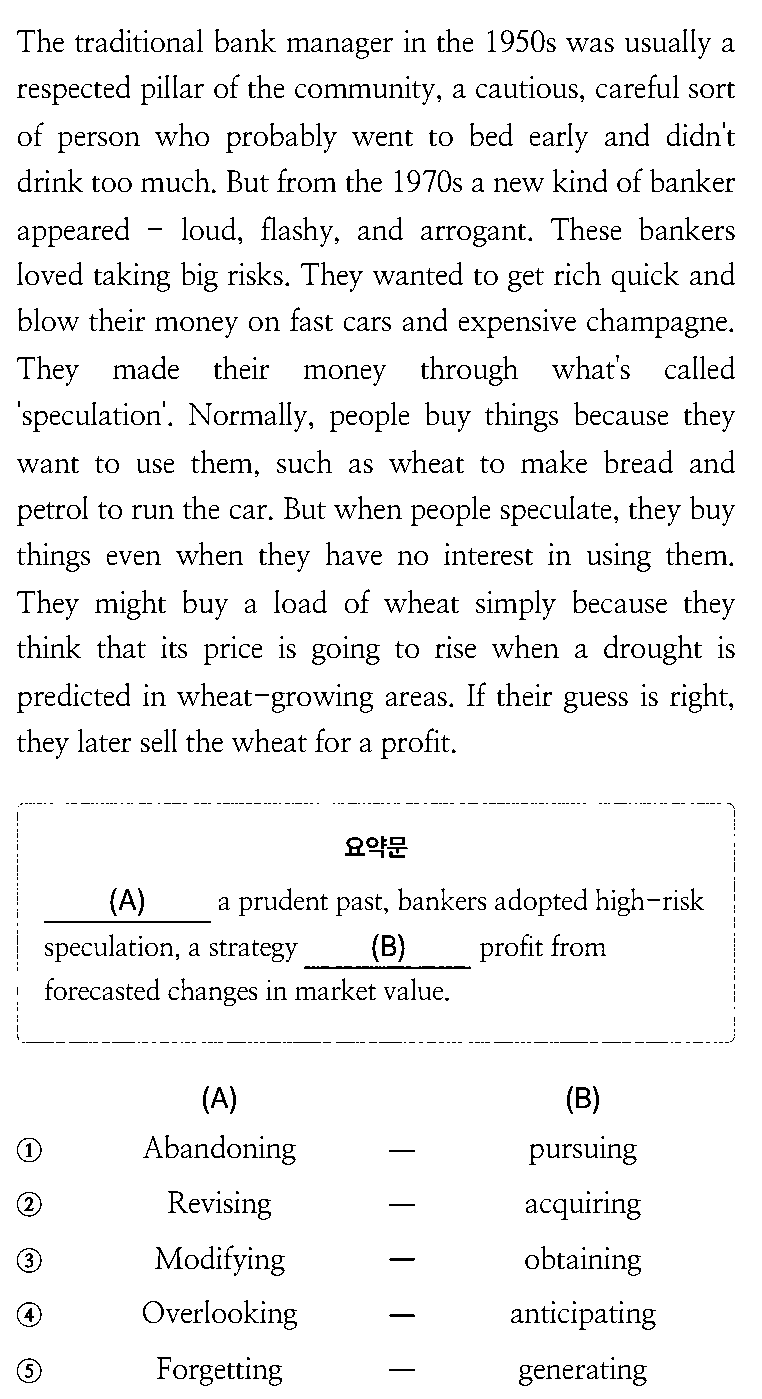 The traditional bank manager in the 1950s was usually a
respected pillar of the community, a cautious, careful sort
of person who probably went to bed early and didn't
drink too much. But from the 1970s a new kind of banker
appeared - loud, flashy, and arrogant. These bankers
loved taking big risks. They wanted to get rich quick and
blow their money on fast cars and expensive champagne.
They made their money through what's called
'speculation'. Normally, people buy things because they
want to use them, such as wheat to make bread and
petrol to run the car. But when people speculate, they buy
things even when they have no interest in using them.
They might buy a load of wheat simply because they
think that its price is going to rise when a drought is
predicted in wheat-growing areas. If their guess is right,
they later sell the wheat for a profit.
요약문
(A) a prudent past, bankers adopted high-risk
speculation, a strategy (B) profit from
forecasted changes in market value.
(A) (B)
① Abandoning — pursuing
② Revising — acquiring
③ Modifying — obtaining
④ Overlooking — anticipating
⑤ Forgetting — generating